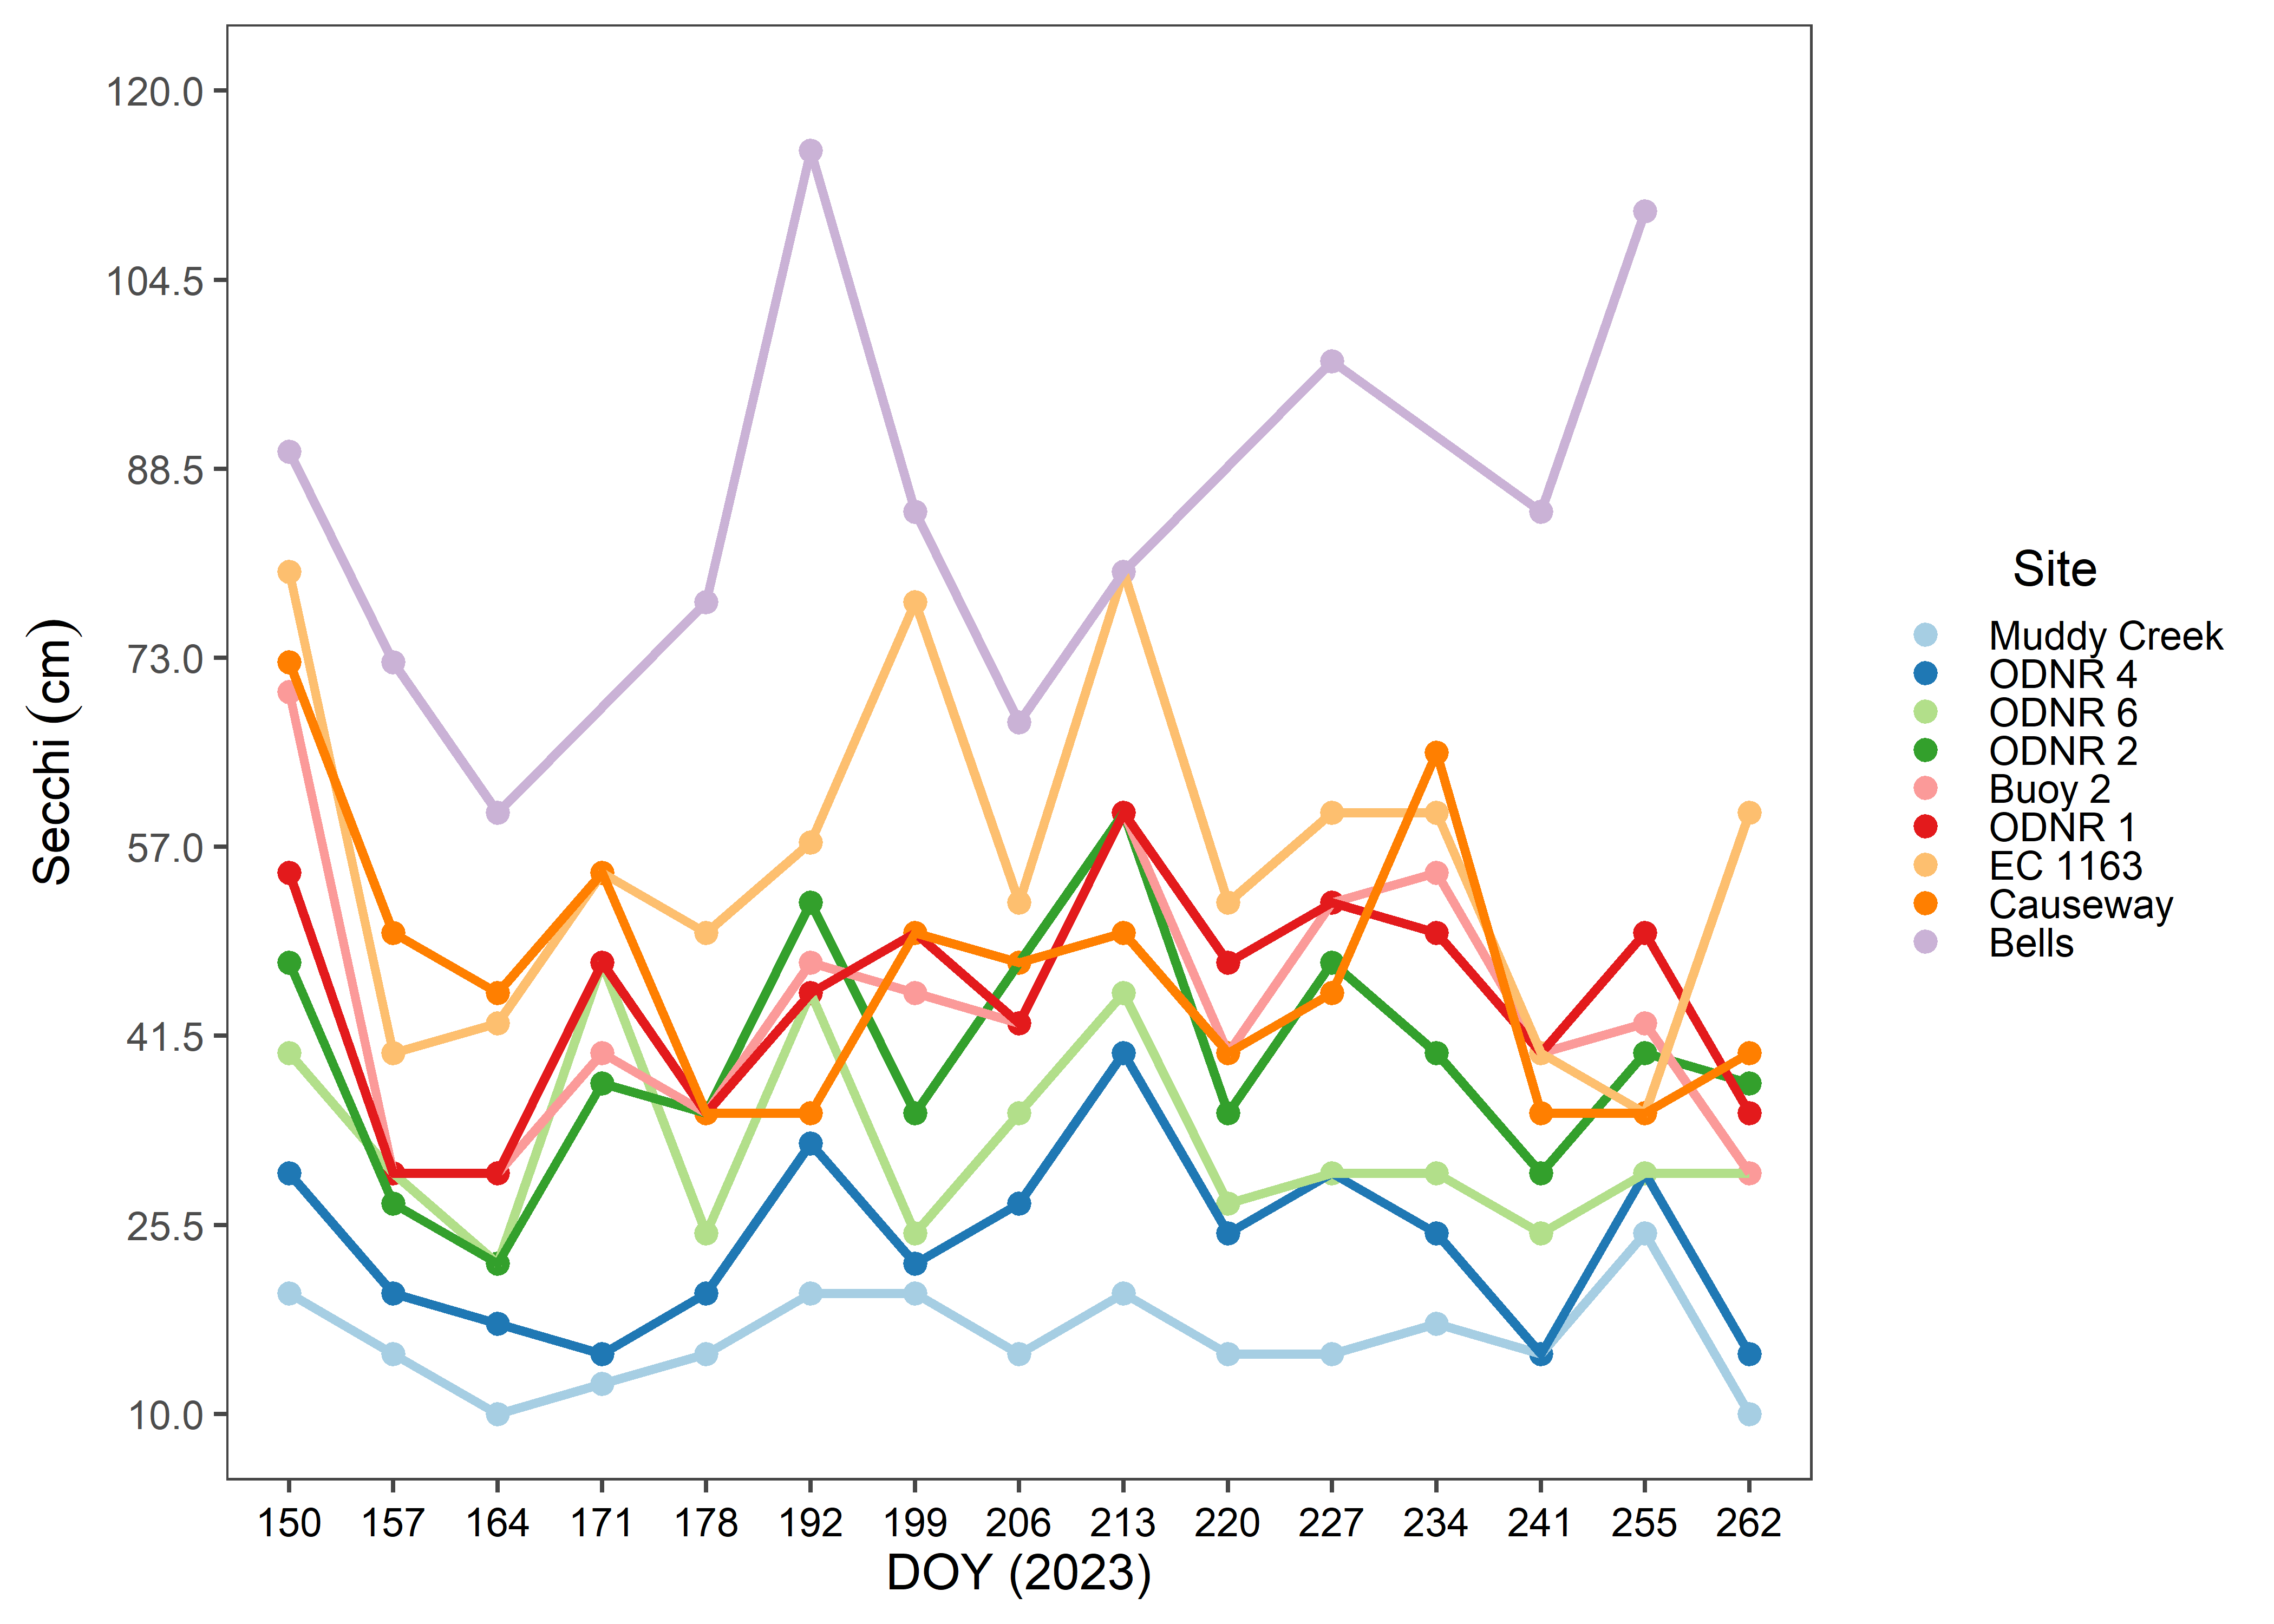 120.0
104.5
88.5
73.0
57.0
41.5
25.5
10.0
Secchi (cm)
150 157 164 171 178 192 199 206 213 220 227 234 241 255 262
DOY (2023)
Site
Muddy Creek
ODNR 4
ODNR 6
ODNR 2
Buoy 2
ODNR 1
EC 1163
Causeway
Bells